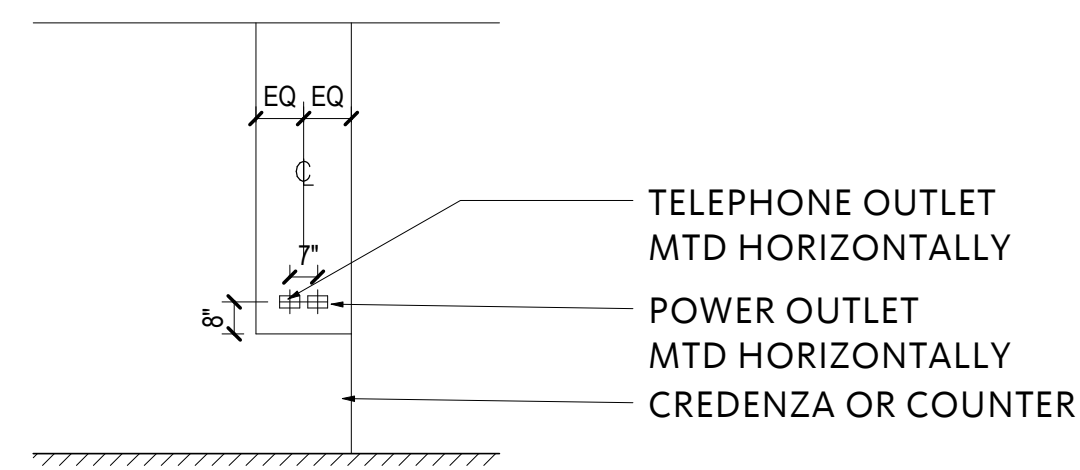 EQ EQ
℄
7"
8"
TELEPHONE OUTLET
MTD HORIZONTALLY
POWER OUTLET
MTD HORIZONTALLY
CREDENZA OR COUNTER